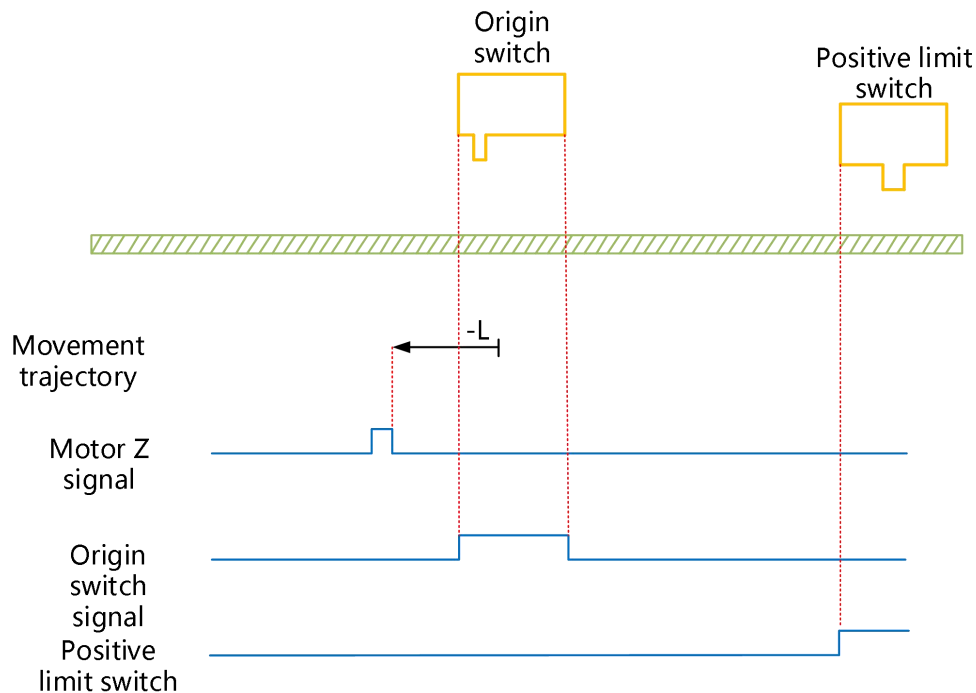 Origin
switch
Positive limit
switch
-L
Movement
trajectory
Motor Z
signal
Origin
switch
signal
Positive
limit switch